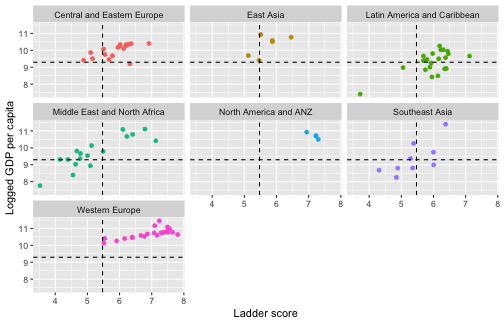 Central and Eastern Europe
East Asia
Latin America and Caribbean
11
10
9
8
Middle East and North Africa
North America and ANZ
Southeast Asia
11
10
9
8
Western Europe
11
10
9
8
4 5 6 7 8
4 5 6 7 8
4 5 6 7 8
Logged GDP per capita
Ladder score